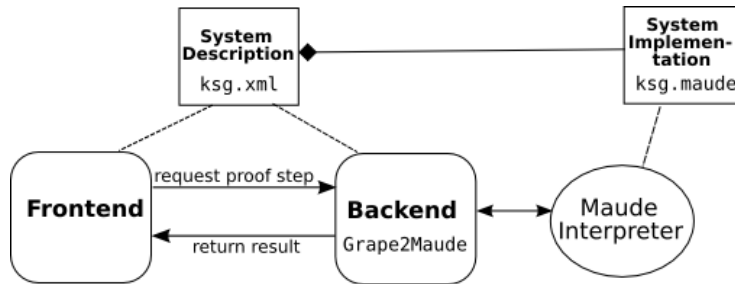 System
Description
ksg.xml
System
Implemen-
tation
ksg.maude
request proof step
Frontend
Backend
Grape2Maude
return result
Maude
Interpreter